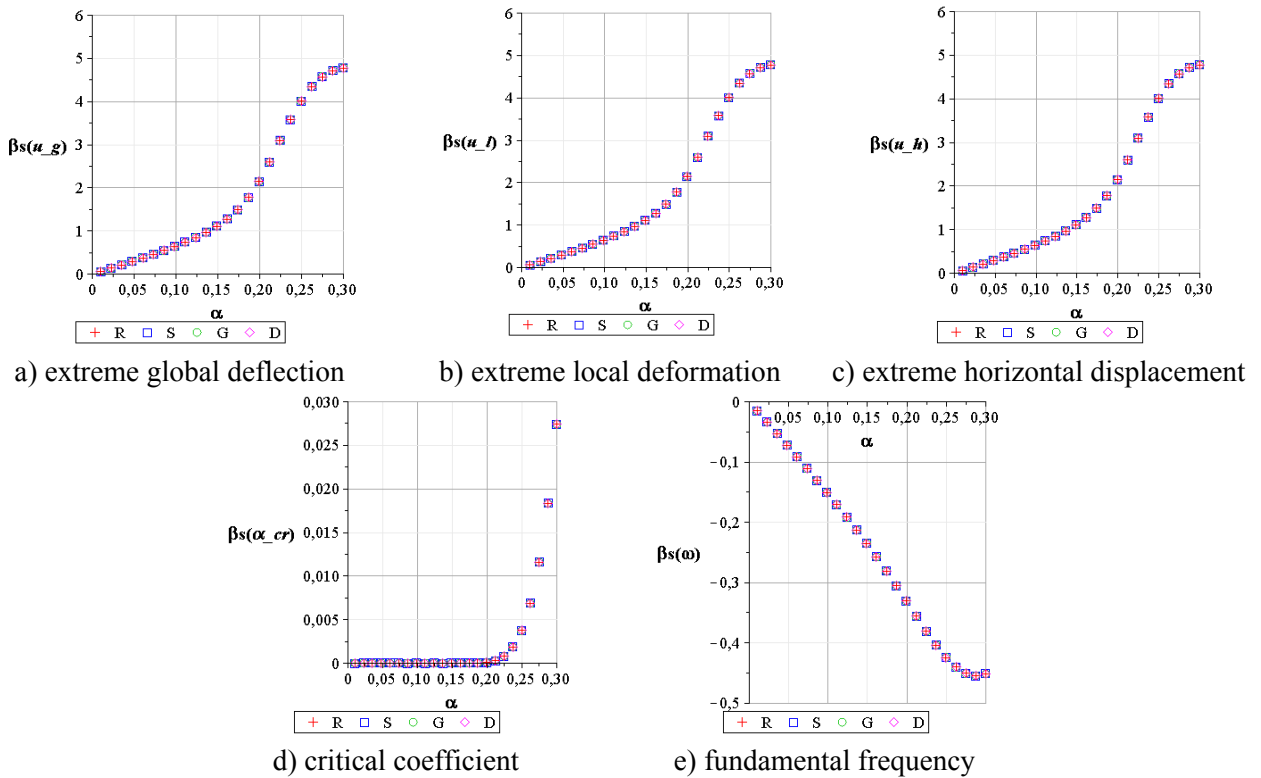 6
5
4
3
βs(u_g)
2
1
0
0 0,05 0,10 0,15 0,20 0,25 0,30
α
R S G D
a) extreme global deflection
6
5
4
3
βs(u_l)
2
1
0
0 0,05 0,10 0,15 0,20 0,25 0,30
α
R S G D
b) extreme local deformation
6
5
4
3
βs(u_h)
2
1
0
0 0,05 0,10 0,15 0,20 0,25 0,30
α
R S G D
c) extreme horizontal displacement
0,030
0,025
0,020
0,015
βs(α_cr)
0,010
0,005
0
0 0,05 0,10 0,15 0,20 0,25 0,30
α
R S G D
d) critical coefficient
0
0,05 0,10 0,15 0,20 0,25 0,30
α
−0,1
−0,2
βs(ω)
−0,3
−0,4
−0,5
R S G D
e) fundamental frequency